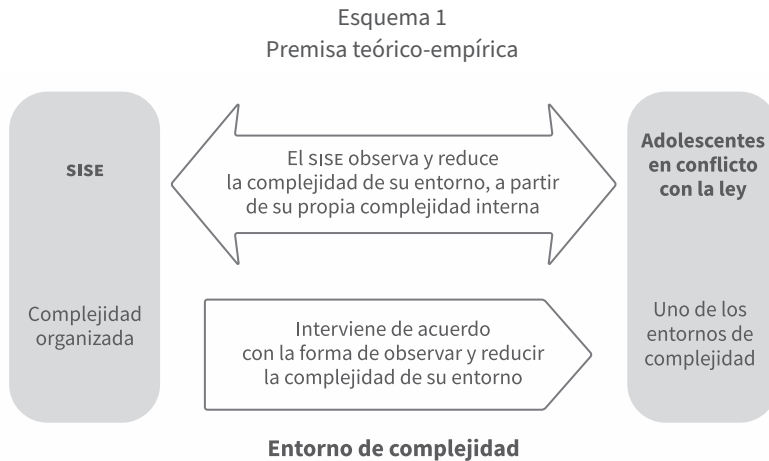 Esquema 1
Premisa teórico-empírica
SISE
El SISE observa y reduce
la complejidad de su entorno, a partir
de su propia complejidad interna
Adolescentes
en conflicto
con la ley
Complejidad
organizada
Interviene de acuerdo
con la forma de observar y reducir
la complejidad de su entorno
Uno de los
entornos de
complejidad
Entorno de complejidad